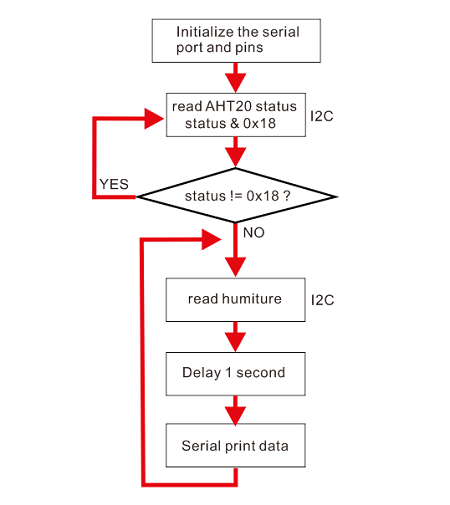 Initialize the serial
port and pins
read AHT20 status
status & 0x18
I2C
YES
status != 0x18 ?
NO
read humiture
I2C
Delay 1 second
Serial print data